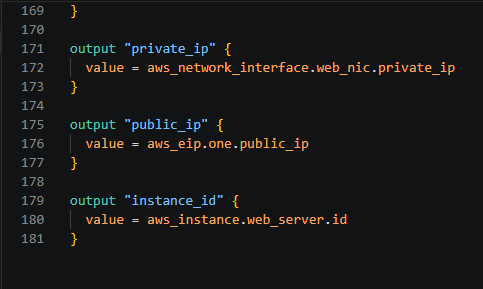 169 }
170
171 output "private_ip" {
172   value = aws_network_interface.web_nic.private_ip
173 }
174
175 output "public_ip" {
176   value = aws_eip.one.public_ip
177 }
178
179 output "instance_id" {
180   value = aws_instance.web_server.id
181 }